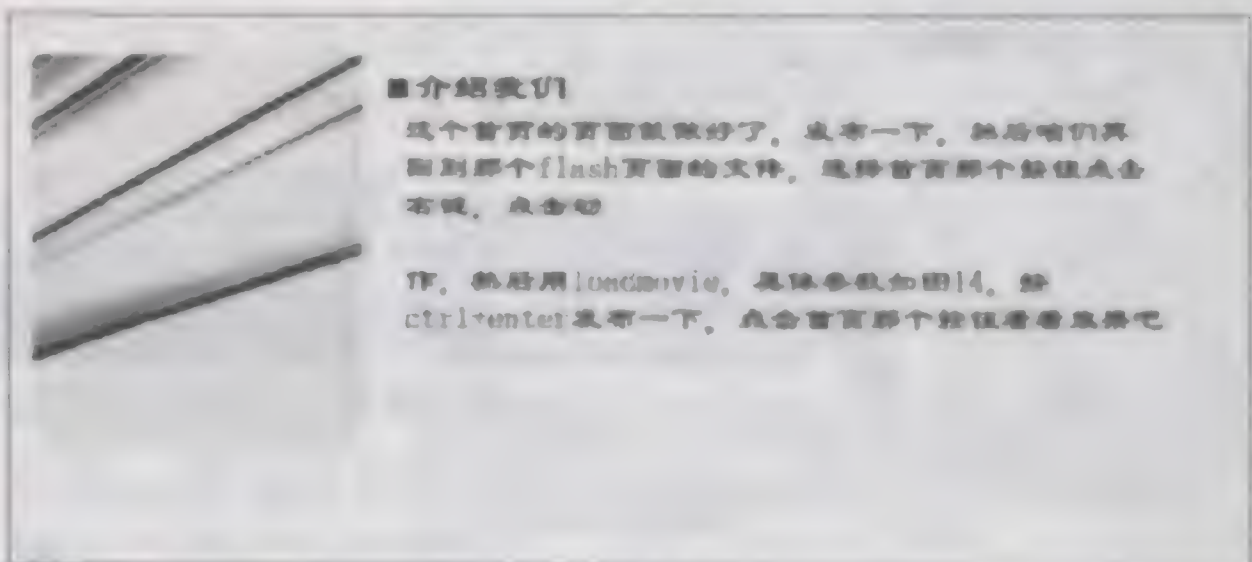 ■介绍我们
这个首页的页面就做好了，发布一下，然后咱们再
回到那个flash页面的文件，选择首页那个按钮点击
右键，点击动
作，然后用loadmovie，具体参数如图14，按
ctrl+enter发布一下，点击首页那个按钮看看效果吧